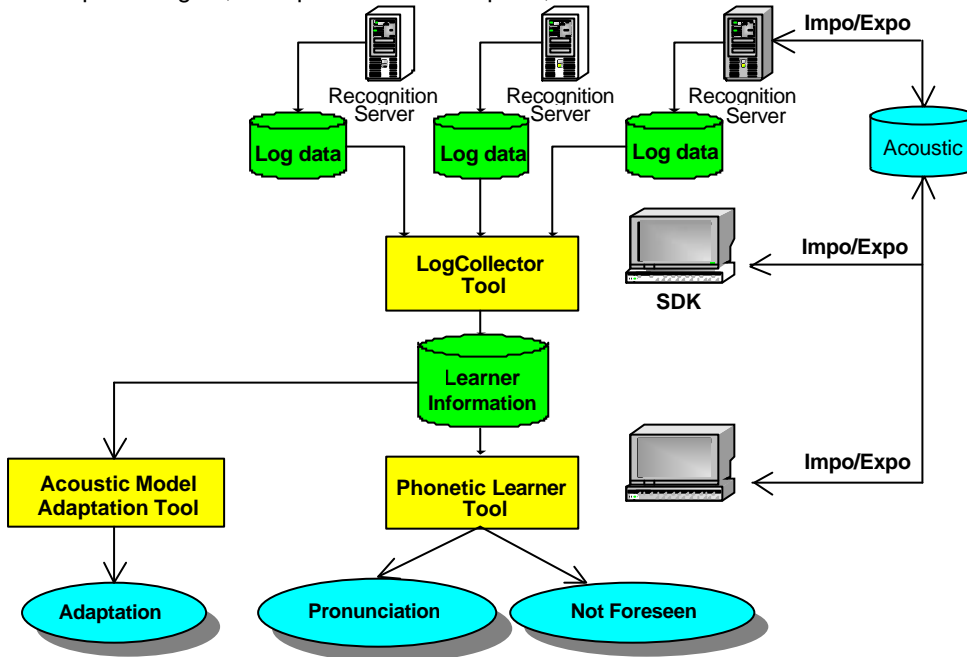 Impo/Expo
Recognition
Server
Recognition
Server
Recognition
Server
Log data
Log data
Log data
Acoustic
LogCollector
Tool
Impo/Expo
SDK
Learner
Information
Acoustic Model
Adaptation Tool
Phonetic Learner
Tool
Impo/Expo
Adaptation
Pronunciation
Not Foreseen